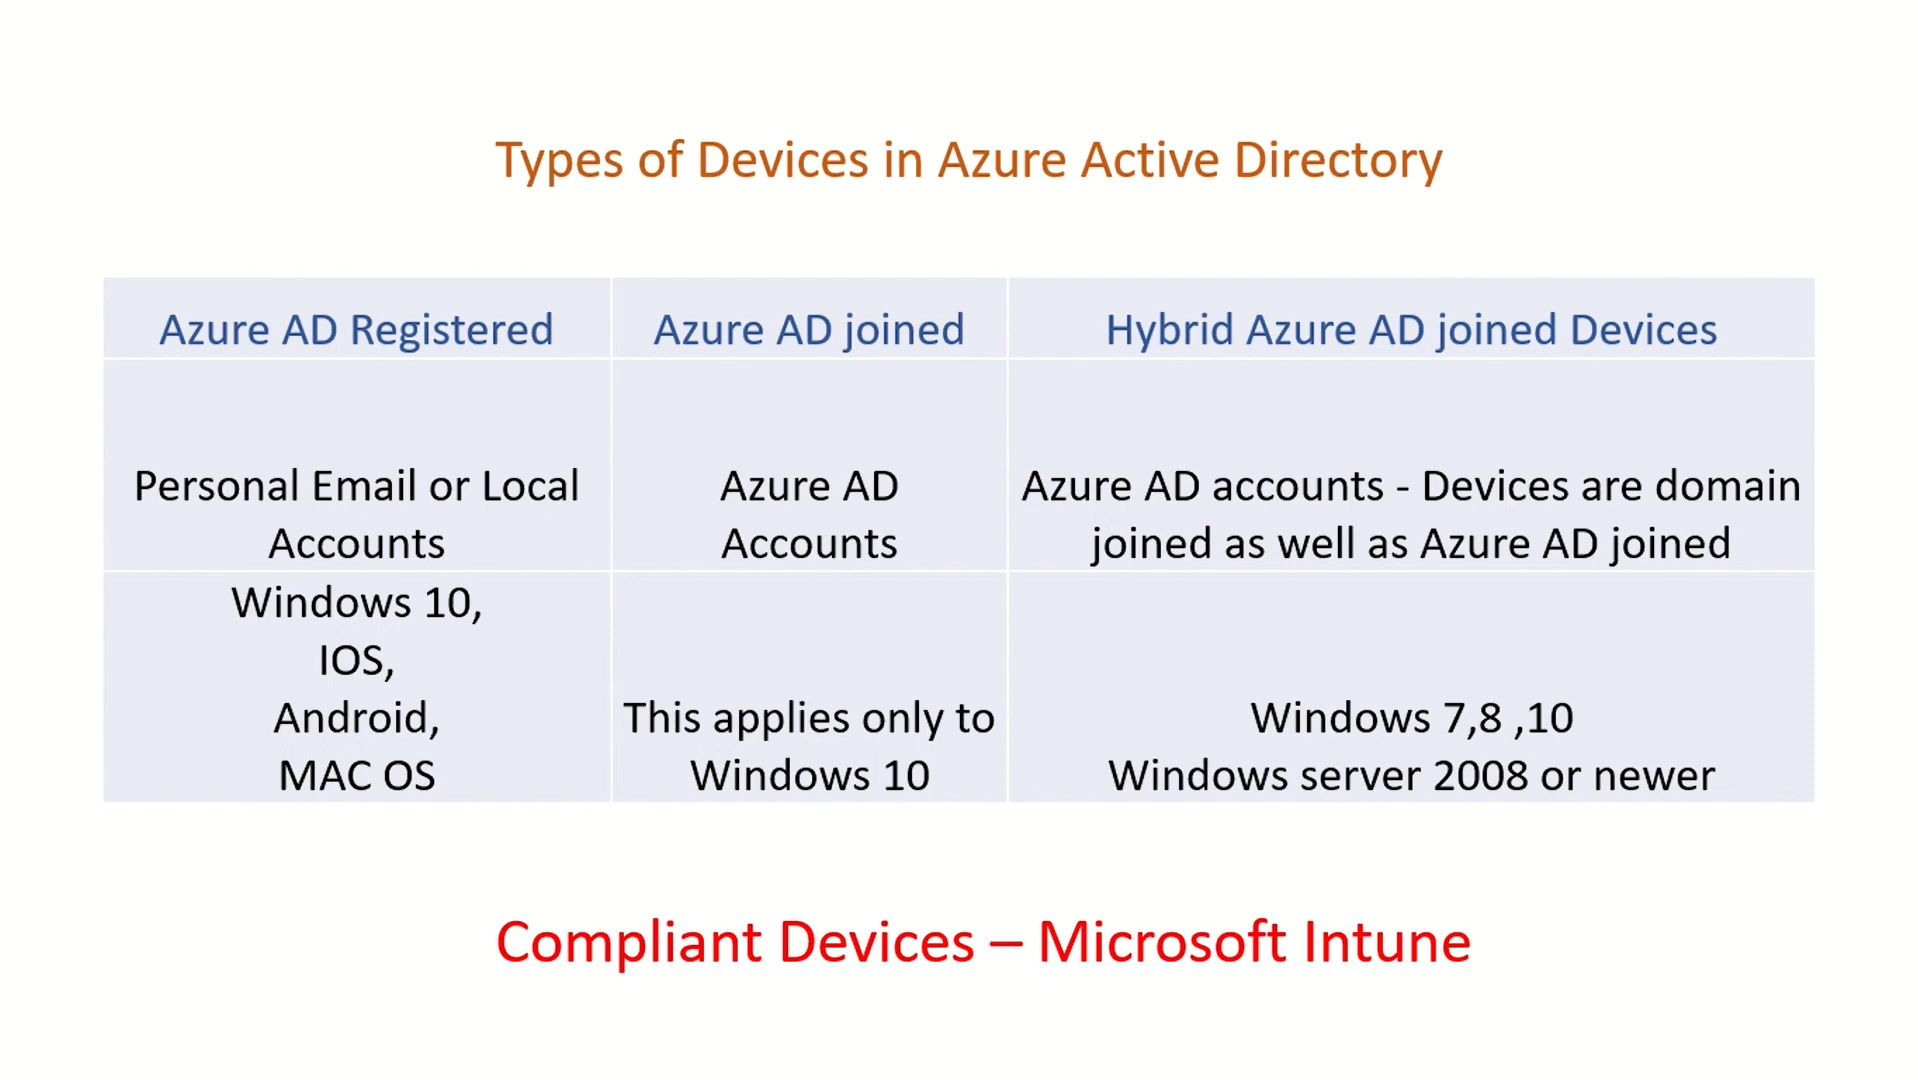 Types of Devices in Azure Active Directory
Azure AD Registered
Azure AD joined
Hybrid Azure AD joined Devices
Personal Email or Local
Accounts
Azure AD
Accounts
Azure AD accounts - Devices are domain
joined as well as Azure AD joined
Windows 10,
IOS,
Android,
MAC OS
This applies only to
Windows 10
Windows 7,8 ,10
Windows server 2008 or newer
Compliant Devices – Microsoft Intune